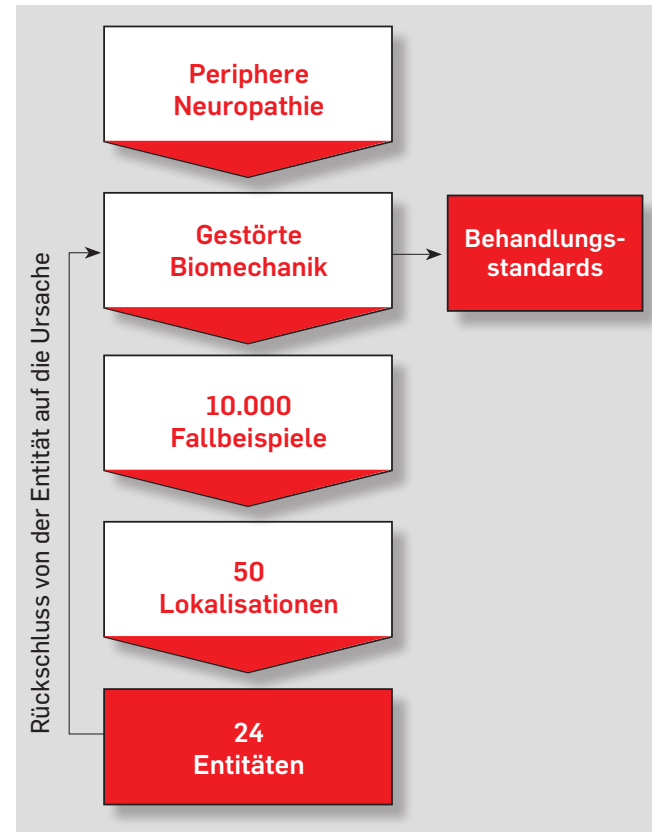 Periphere
Neuropathie
Gestörte
Biomechanik
Behandlungs-
standards
10.000
Fallbeispiele
50
Lokalisationen
24
Entitäten
Rückschluss von der Entität auf die Ursache